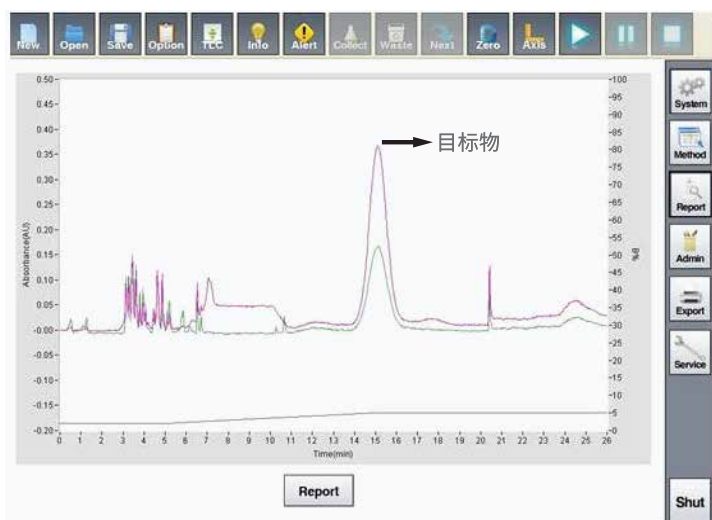 New Open Save Option TLC Info Alert Collect Waste Next Zero Axis
0.50
0.45
0.40
0.35
0.30
0.25
0.20
0.15
0.10
0.05
-0.00
-0.05
-0.10
-0.15
-0.20
Absorbance(AU)
目标物
100
95
90
85
80
75
70
65
60
55
50
45
40
35
30
25
20
15
10
5
0
B%
0 1 2 3 4 5 6 7 8 9 10 11 12 13 14 15 16 17 18 19 20 21 22 23 24 25 26
Time(min)
Report
System
Method
Report
Admin
Export
Service
Shut